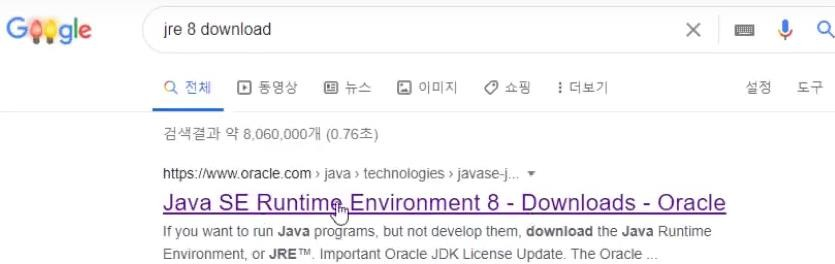 Google
jre 8 download
전체 동영상 뉴스 이미지 쇼핑 더보기 설정 도구
검색결과 약 8,060,000개 (0.76초)
https://www.oracle.com › java › technologies › javase-j...
Java SE Runtime Environment 8 - Downloads - Oracle
If you want to run Java programs, but not develop them, download the Java Runtime
Environment, or JRE™. Important Oracle JDK License Update. The Oracle ...